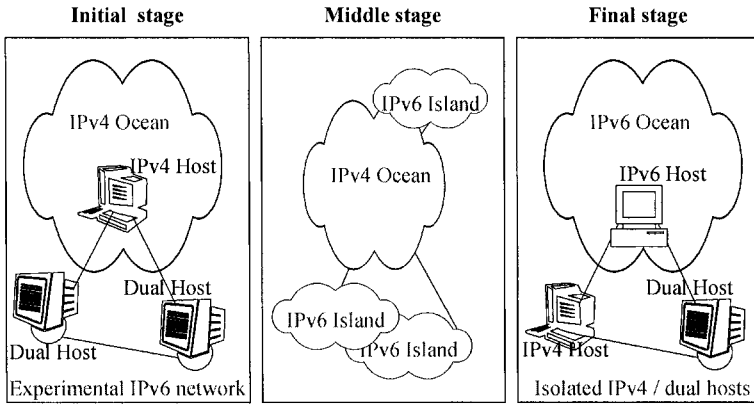 Initial stage
IPv4 Ocean
IPv4 Host
Dual Host
Dual Host
Experimental IPv6 network
Middle stage
IPv6 Island
IPv4 Ocean
IPv6 Island
IPv6 Island
Final stage
IPv6 Ocean
IPv6 Host
Dual Host
IPv4 Host
Isolated IPv4 / dual hosts